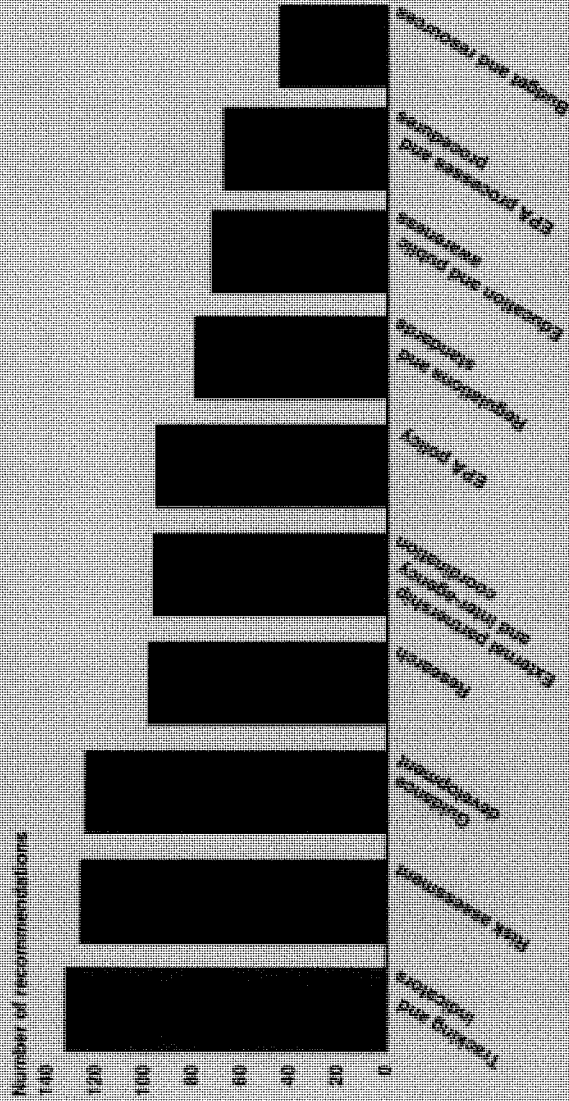 Number of recommendations
140
120
100
80
60
40
20
0
Tracking and
indicators
Risk assessment
Guidance
development
Research
External partnership
and inter-agency
coordination
EPA policy
Regulations and
standards
Education and public
awareness
EPA processes and
procedures
Budget and resources